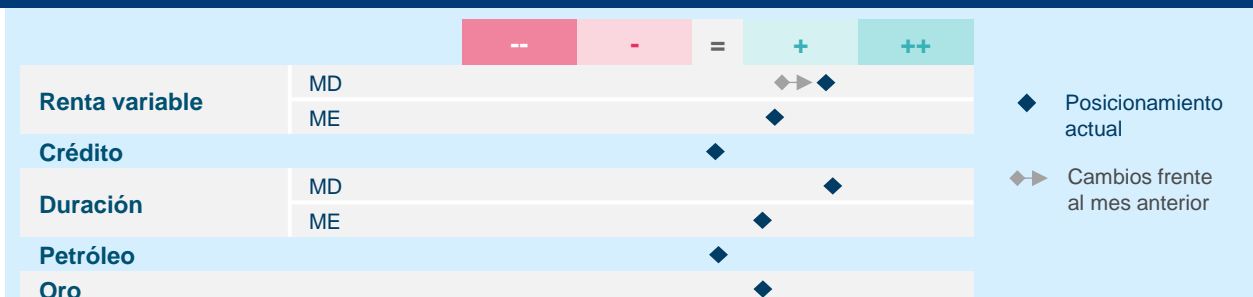 -- - = + ++
Renta variable
MD
ME
Crédito
Duración
MD
ME
Petróleo
Oro
Posicionamiento
actual
Cambios frente
al mes anterior